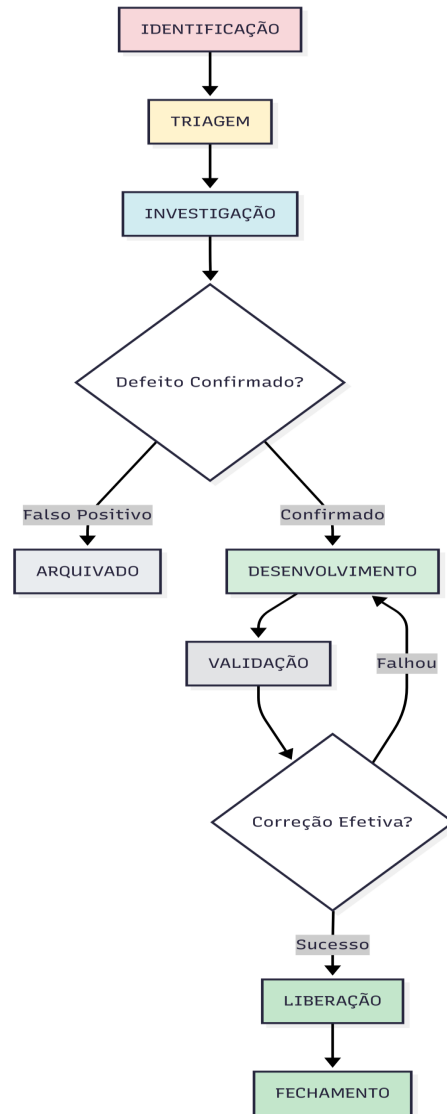 IDENTIFICAÇÃO
TRIAGEM
INVESTIGAÇÃO
Defeito Confirmado?
Falso Positivo
Confirmado
ARQUIVADO
DESENVOLVIMENTO
VALIDAÇÃO
Falhou
Correção Efetiva?
Sucesso
LIBERAÇÃO
FECHAMENTO